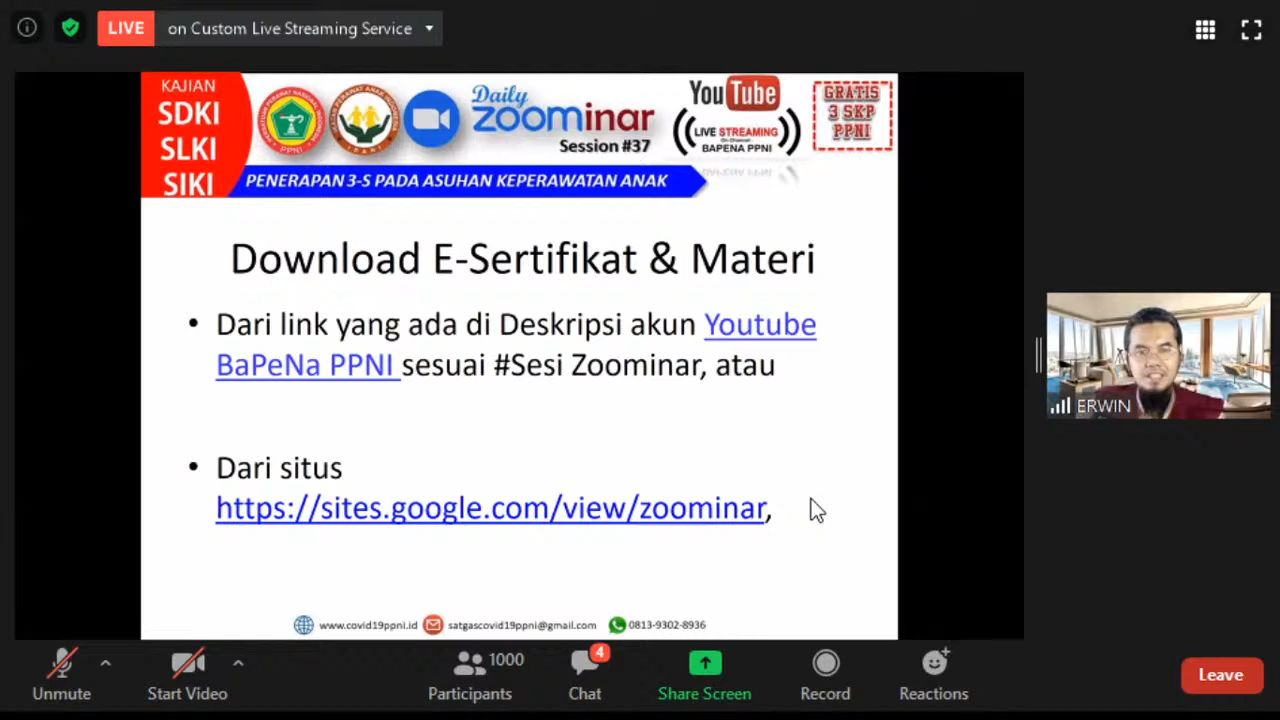 LIVE on Custom Live Streaming Service
KAJIAN
SDKI
SLKI
SIKI
PPNI
Daily
zoominar
Session #37
YouTube
LIVE STREAMING
On Channel :
BAPENA PPNI
GRATIS
3 SKP
PPNI
PENERAPAN 3-S PADA ASUHAN KEPERAWATAN ANAK
Download E-Sertifikat & Materi
• Dari link yang ada di Deskripsi akun Youtube
BaPeNa PPNI sesuai #Sesi Zoominar, atau
• Dari situs
https://sites.google.com/view/zoominar,
www.covid19ppni.id satgascovid19ppni@gmail.com 0813-9302-8936
ERWIN
Unmute
Start Video
1000
Participants
4
Chat
Share Screen
Record
Reactions
Leave